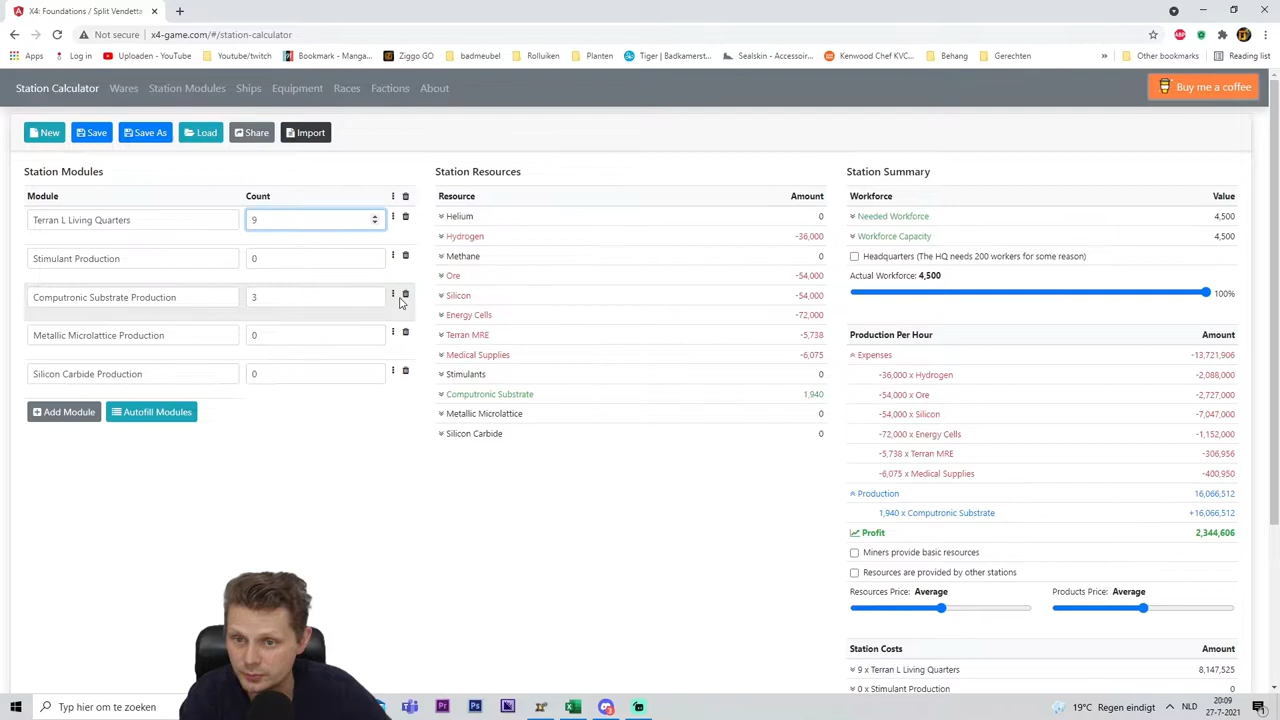 X4: Foundations / Split Vendetta
Not secure x4-game.com/#/station-calculator
Apps Log in Uploaden - YouTube Youtube/twitch Bookmark - Manga... Ziggo GO badmeubel Rolluiken Planten Tiger | Badkamerst... Sealskin - Accessoir... Kenwood Chef KVC... Behang Gerechten Other bookmarks Reading list
Station Calculator Wares Station Modules Ships Equipment Races Factions About Buy me a coffee
New Save Save As Load Share Import
Station Modules
Module Count
Terran L Living Quarters 9
Stimulant Production 0
Computronic Substrate Production 3
Metallic Microlattice Production 0
Silicon Carbide Production 0
Add Module Autofill Modules
Station Resources
Resource Amount
Helium 0
Hydrogen -36,000
Methane 0
Ore -54,000
Silicon -54,000
Energy Cells -72,000
Terran MRE -5,738
Medical Supplies -6,075
Stimulants 0
Computronic Substrate 1,940
Metallic Microlattice 0
Silicon Carbide 0
Station Summary
Workforce Value
Needed Workforce 4,500
Workforce Capacity 4,500
Headquarters (The HQ needs 200 workers for some reason)
Actual Workforce: 4,500
100%
Production Per Hour Amount
Expenses -13,721,906
-36,000 x Hydrogen -2,088,000
-54,000 x Ore -2,727,000
-54,000 x Silicon -7,047,000
-72,000 x Energy Cells -1,152,000
-5,738 x Terran MRE -306,956
-6,075 x Medical Supplies -400,950
Production 16,066,512
1,940 x Computronic Substrate +16,066,512
Profit 2,344,606
Miners provide basic resources
Resources are provided by other stations
Resources Price: Average Products Price: Average
Station Costs Amount
9 x Terran L Living Quarters 8,147,525
0 x Stimulant Production 0
Typ hier om te zoeken
19°C Regen eindigt NLD 20:09
27-7-2021